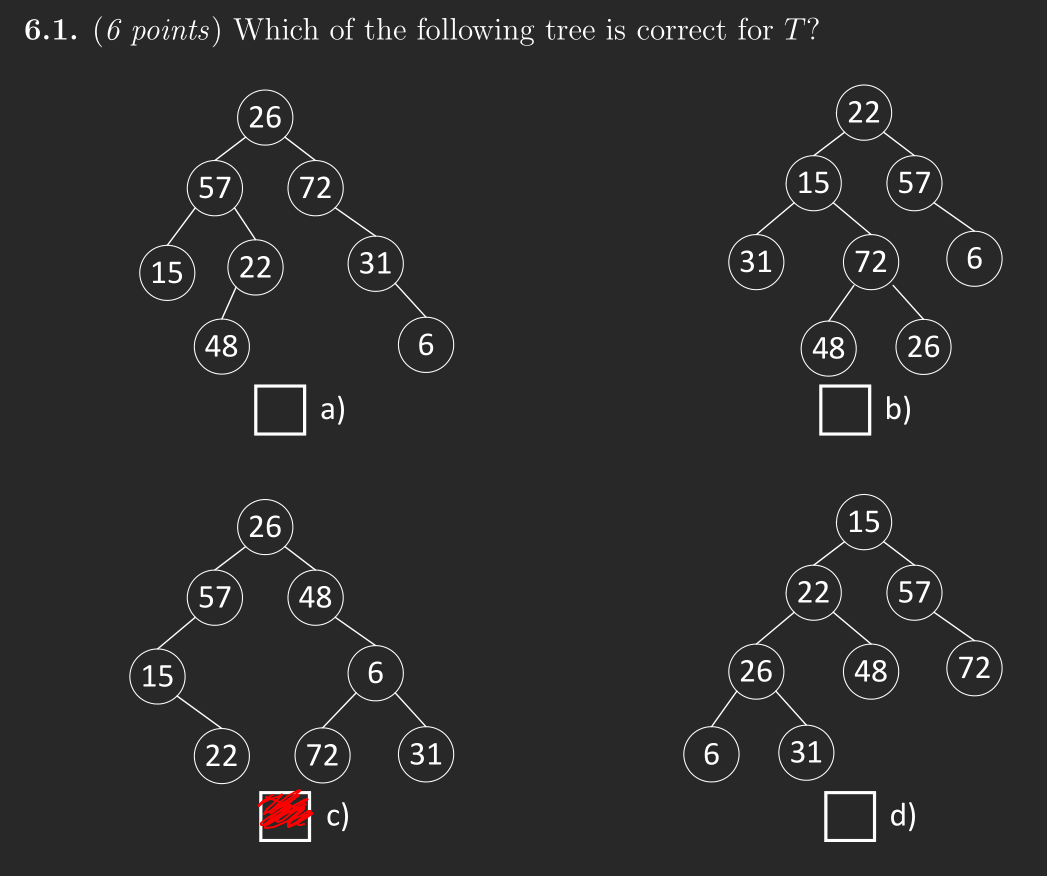 6.1. (6 points) Which of the following tree is correct for T?
26
57 72
15 22 31
48 6
a)
22
15 57
31 72 6
48 26
b)
26
57 48
15 6
22 72 31
c)
15
22 57
26 48 72
6 31
d)